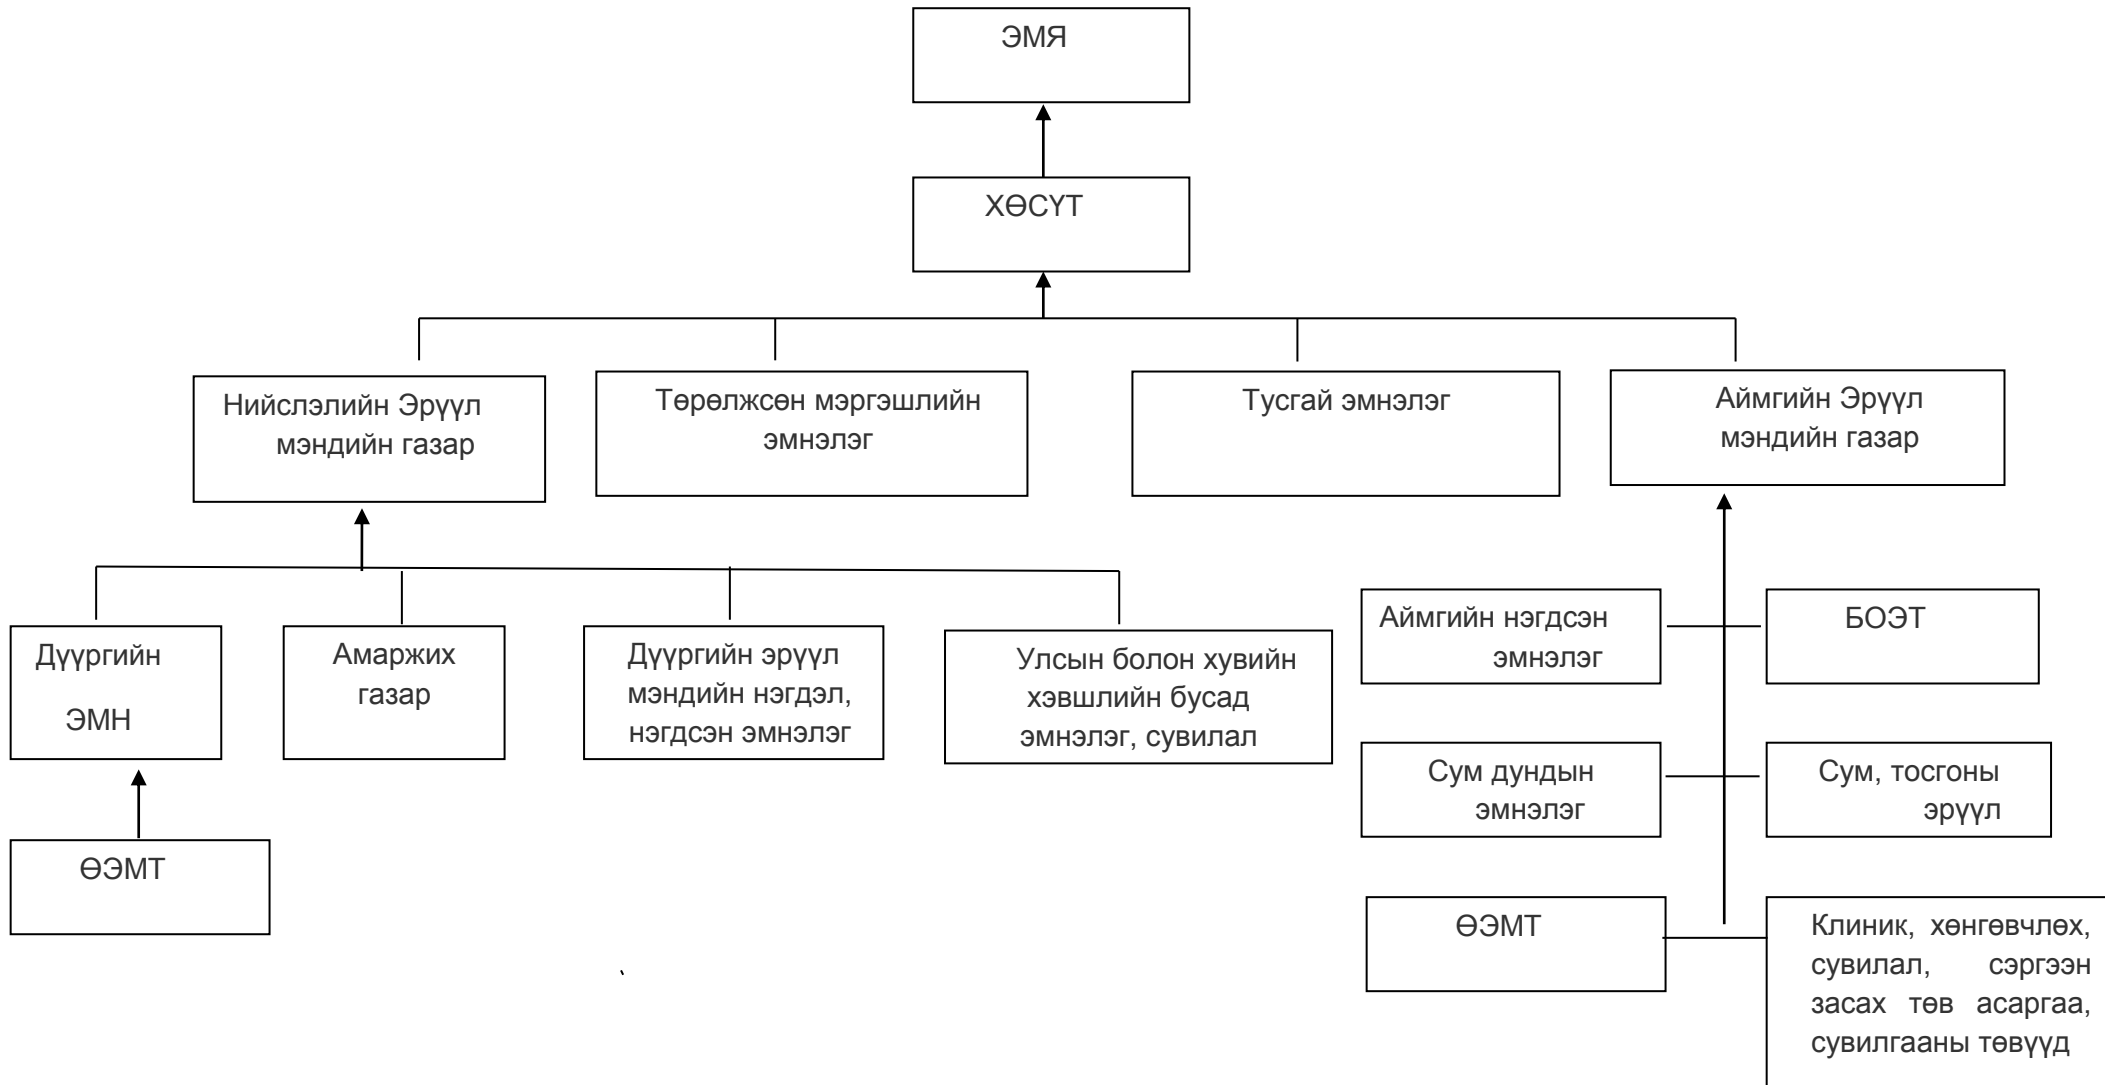 ЭМЯ
ХӨСҮТ
Нийслэлийн Эрүүл
мэндийн газар
Төрөлжсөн мэргэшлийн
эмнэлэг
Тусгай эмнэлэг
Аймгийн Эрүүл
мэндийн газар
Дүүргийн
ЭМН
Амаржих
газар
Дүүргийн эрүүл
мэндийн нэгдэл,
нэгдсэн эмнэлэг
Улсын болон хувийн
хэвшлийн бусад
эмнэлэг, сувилал
Аймгийн нэгдсэн
эмнэлэг
БОЭТ
Сум дундын
эмнэлэг
Сум, тосгоны
эрүүл
ӨЭМТ
ӨЭМТ
Клиник, хөнгөвчлөх,
сувилал, сэргээн
засах төв асаргаа,
сувилгааны төвүүд